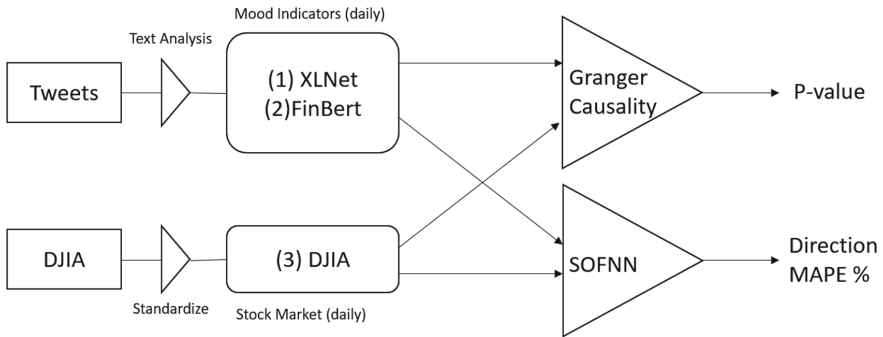 Mood Indicators (daily)
Text Analysis
Tweets
(1) XLNet
(2)FinBert
Granger
Causality
P-value
DJIA
(3) DJIA
SOFNN
Direction
MAPE %
Standardize
Stock Market (daily)